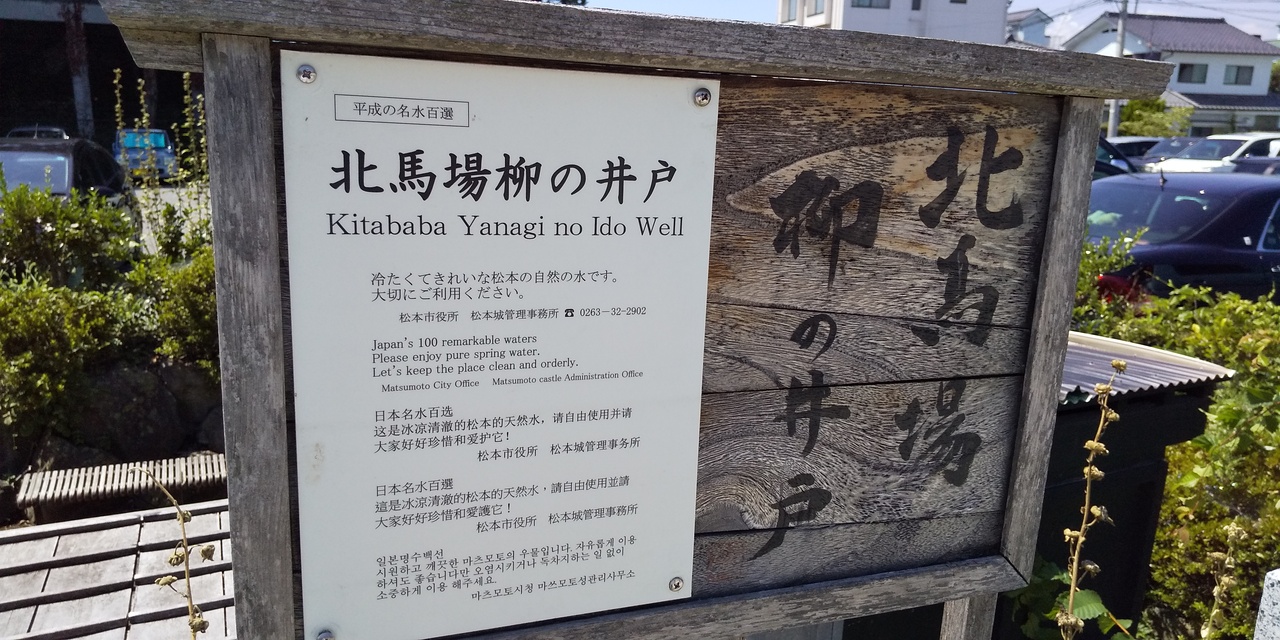 平成の名水百選
北馬場柳の井戸
Kitababa Yanagi no Ido Well
冷たくてきれいな松本の自然の水です。
大切にご利用ください。
松本市役所 松本城管理事務所 ☎ 0263-32-2902
Japan's 100 remarkable waters
Please enjoy pure spring water.
Let's keep the place clean and orderly.
Matsumoto City Office Matsumoto castle Administration Office
日本名水百选
这是冰凉清澈的松本的天然水，请自由使用并请
大家好好珍惜和爱护它！
松本市役所 松本城管理事务所
日本名水百選
這是冰涼清澈的松本的天然水，請自由使用並請
大家好好珍惜和愛護它！
松本市役所 松本城管理事務所
일본명수백선
시원하고 깨끗한 마츠모토의 우물입니다. 자유롭게 이용
하셔도 좋습니다만 오염시키거나 독차지하는 일 없이
소중하게 이용 해주세요.
마츠모토시청 마쓰모토성관리사무소
北馬場
柳の井戸